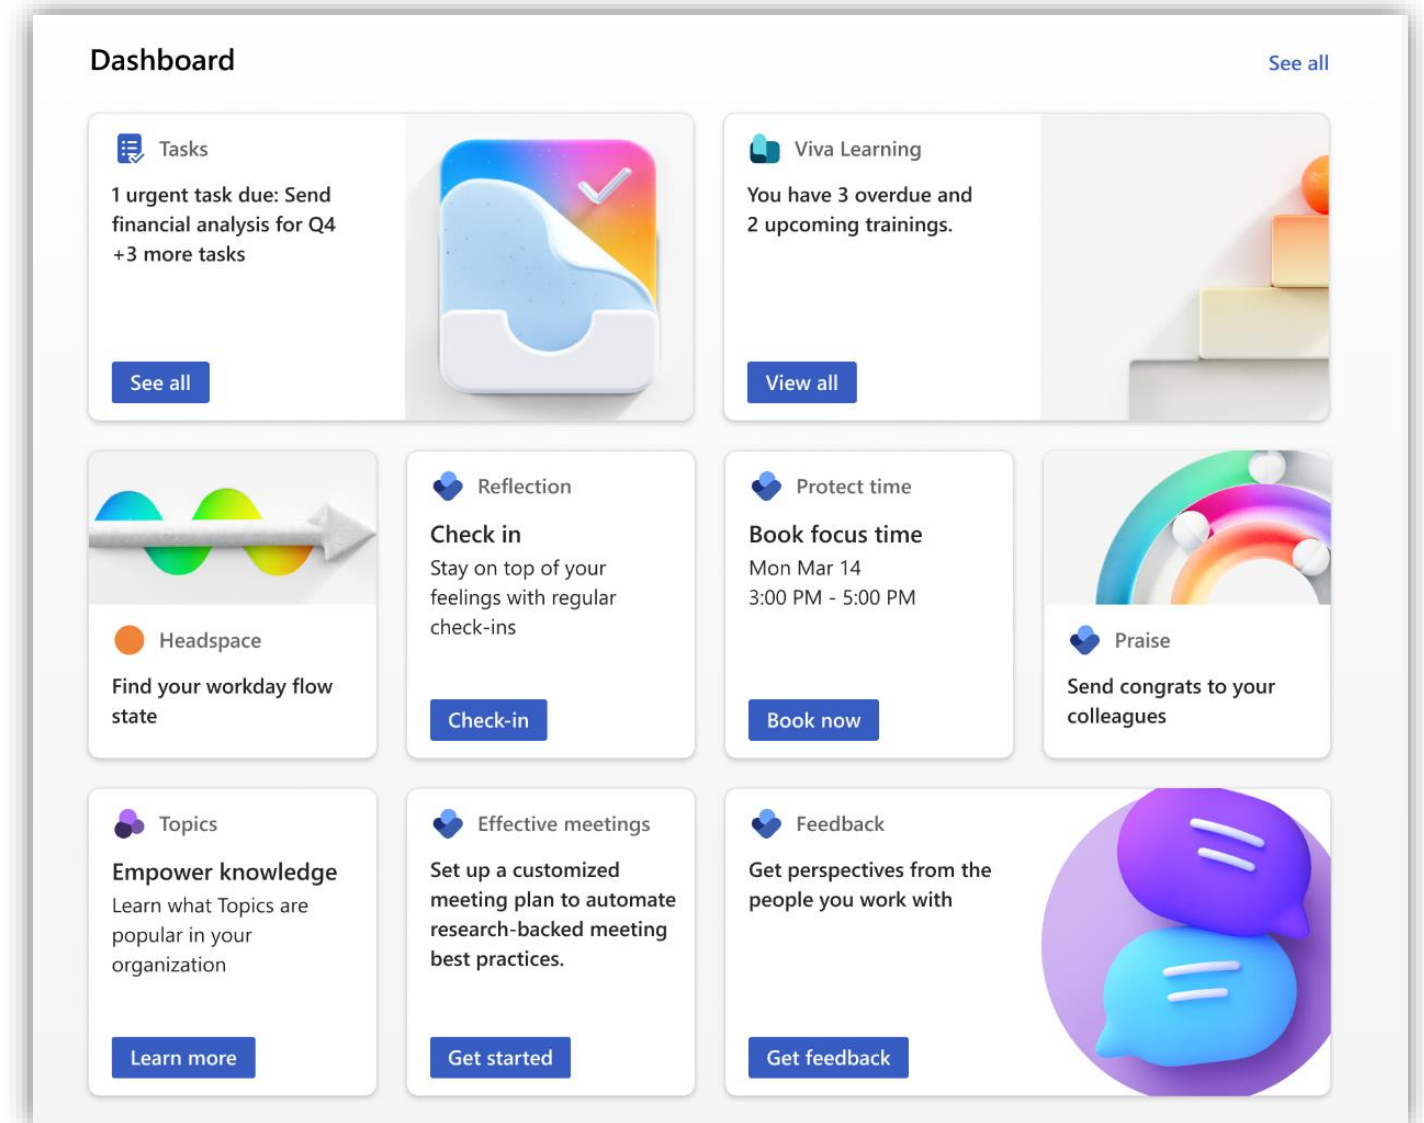 Dashboard
See all
Tasks
1 urgent task due: Send
financial analysis for Q4
+3 more tasks
See all
Viva Learning
You have 3 overdue and
2 upcoming trainings.
View all
Headspace
Find your workday flow
state
Reflection
Check in
Stay on top of your
feelings with regular
check-ins
Check-in
Protect time
Book focus time
Mon Mar 14
3:00 PM - 5:00 PM
Book now
Praise
Send congrats to your
colleagues
Topics
Empower knowledge
Learn what Topics are
popular in your
organization
Learn more
Effective meetings
Set up a customized
meeting plan to automate
research-backed meeting
best practices.
Get started
Feedback
Get perspectives from the
people you work with
Get feedback